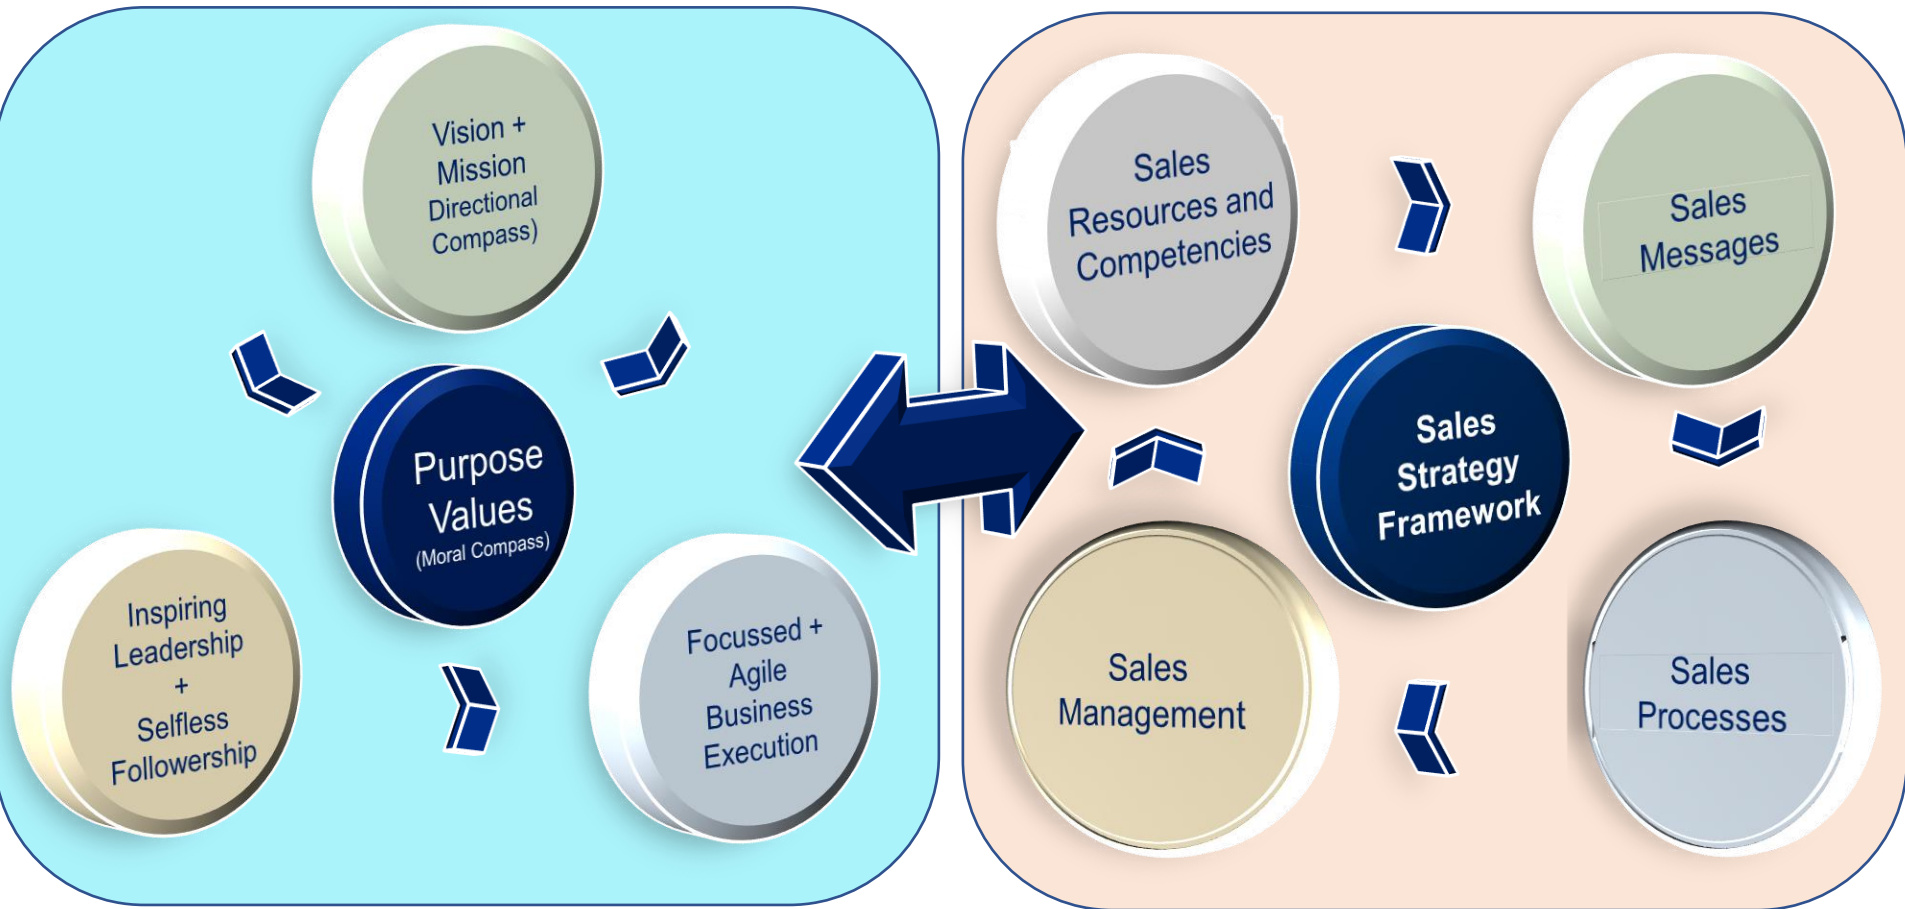 Vision +
Mission
Directional
Compass)
Purpose
Values
(Moral Compass)
Inspiring
Leadership
+
Selfless
Followership
Focussed +
Agile
Business
Execution
Sales
Resources and
Competencies
Sales
Messages
Sales
Strategy
Framework
Sales
Management
Sales
Processes